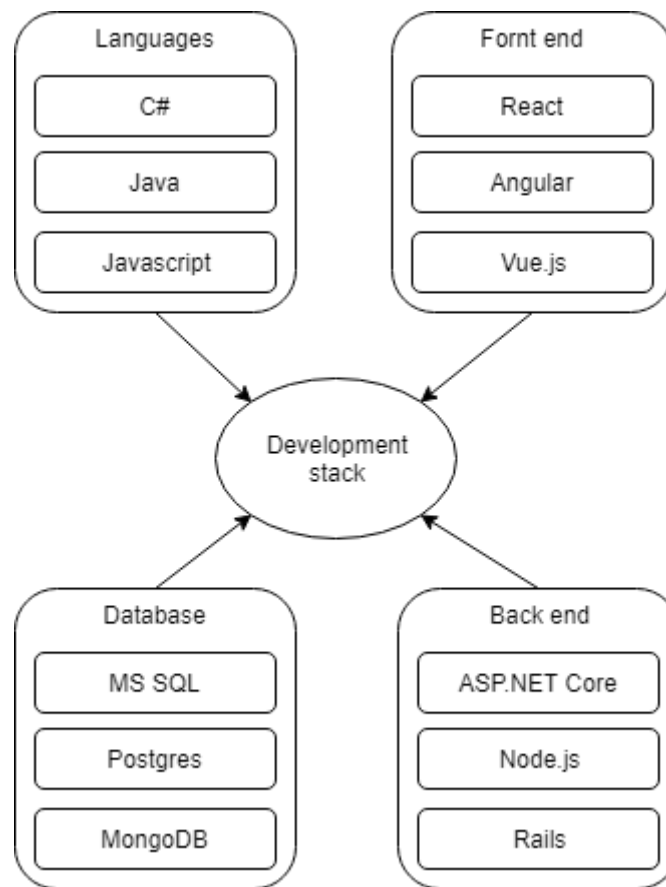 Languages
C#
Java
Javascript
Fornt end
React
Angular
Vue.js
Development
stack
Database
MS SQL
Postgres
MongoDB
Back end
ASP.NET Core
Node.js
Rails